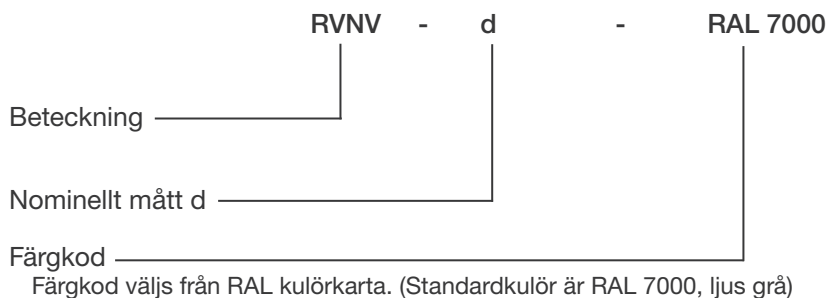 RVNV - d - RAL 7000
Beteckning
Nominellt mått d
Färgkod
Färgkod väljs från RAL kulörkarta. (Standardkulör är RAL 7000, ljus grå)